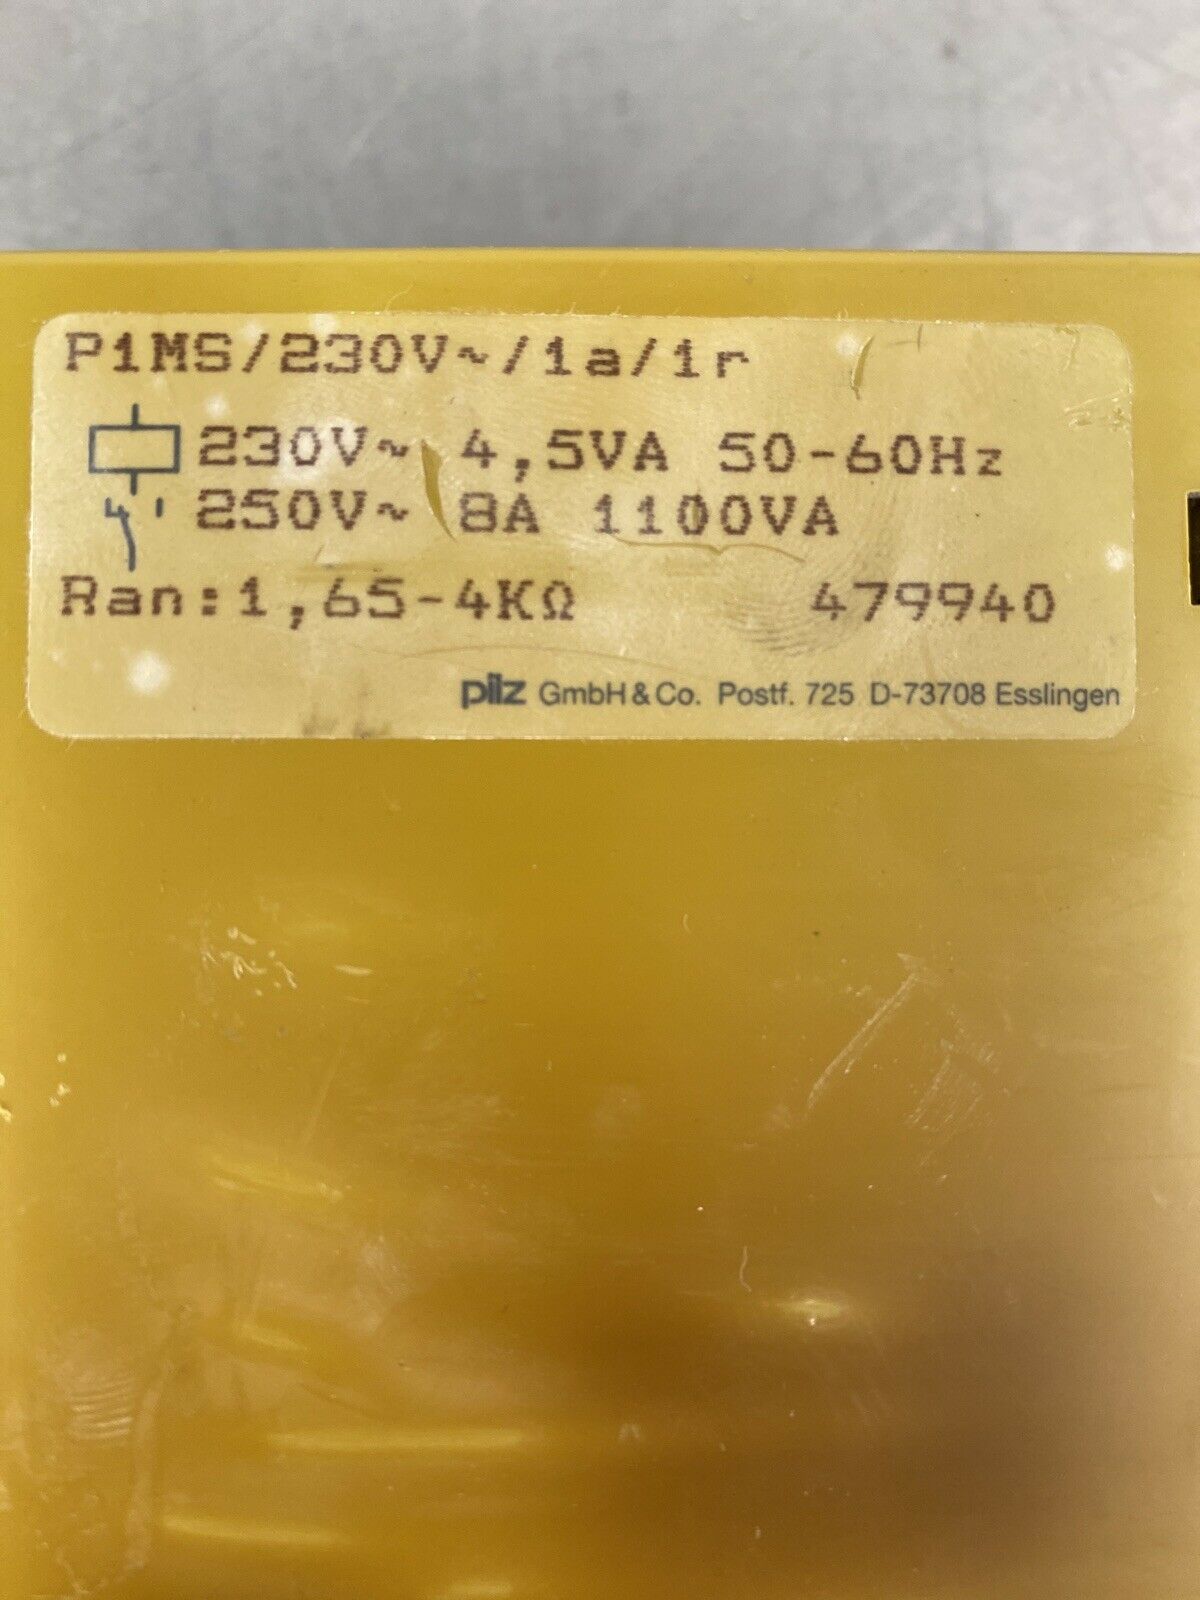 P1MS/230V~/1a/1r
230V~ 4,5VA 50-60Hz
250V~ 8A 1100VA
Ran:1,65-4KΩ 479940
pilz GmbH & Co. Postf. 725 D-73708 Esslingen